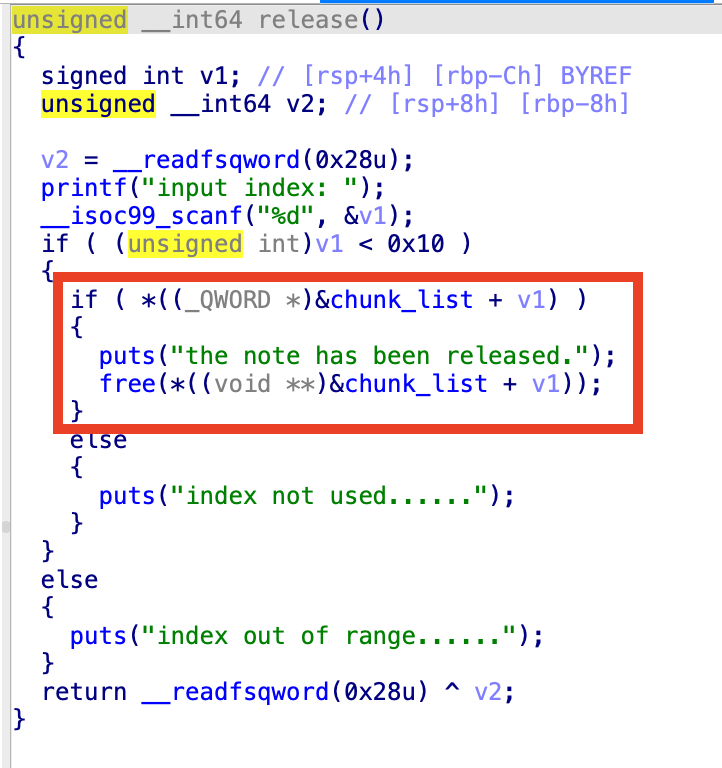 unsigned __int64 release()
{
  signed int v1; // [rsp+4h] [rbp-Ch] BYREF
  unsigned __int64 v2; // [rsp+8h] [rbp-8h]

  v2 = __readfsqword(0x28u);
  printf("input index: ");
  __isoc99_scanf("%d", &v1);
  if ( (unsigned int)v1 < 0x10 )
  {
    if ( *((_QWORD *)&chunk_list + v1) )
    {
      puts("the note has been released.");
      free(*((void **)&chunk_list + v1));
    }
    else
    {
      puts("index not used......");
    }
  }
  else
  {
    puts("index out of range......");
  }
  return __readfsqword(0x28u) ^ v2;
}